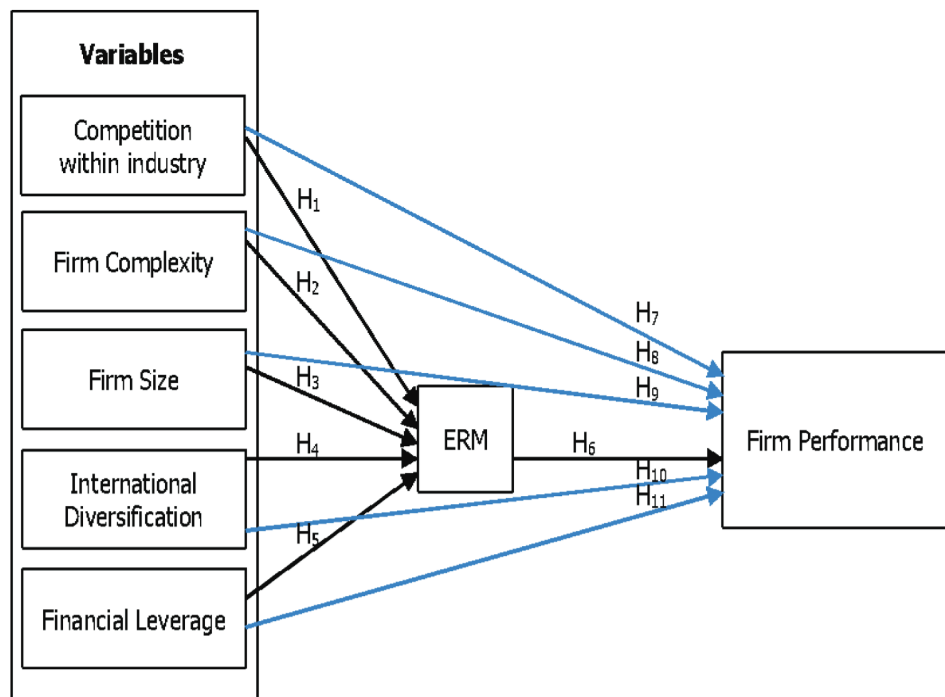 Variables
Competition
within industry
Firm Complexity
Firm Size
International
Diversification
Financial Leverage
H₁
H₂
H₃
H₄
H₅
ERM
H₆
H₇
H₈
H₉
H₁₀
H₁₁
Firm Performance